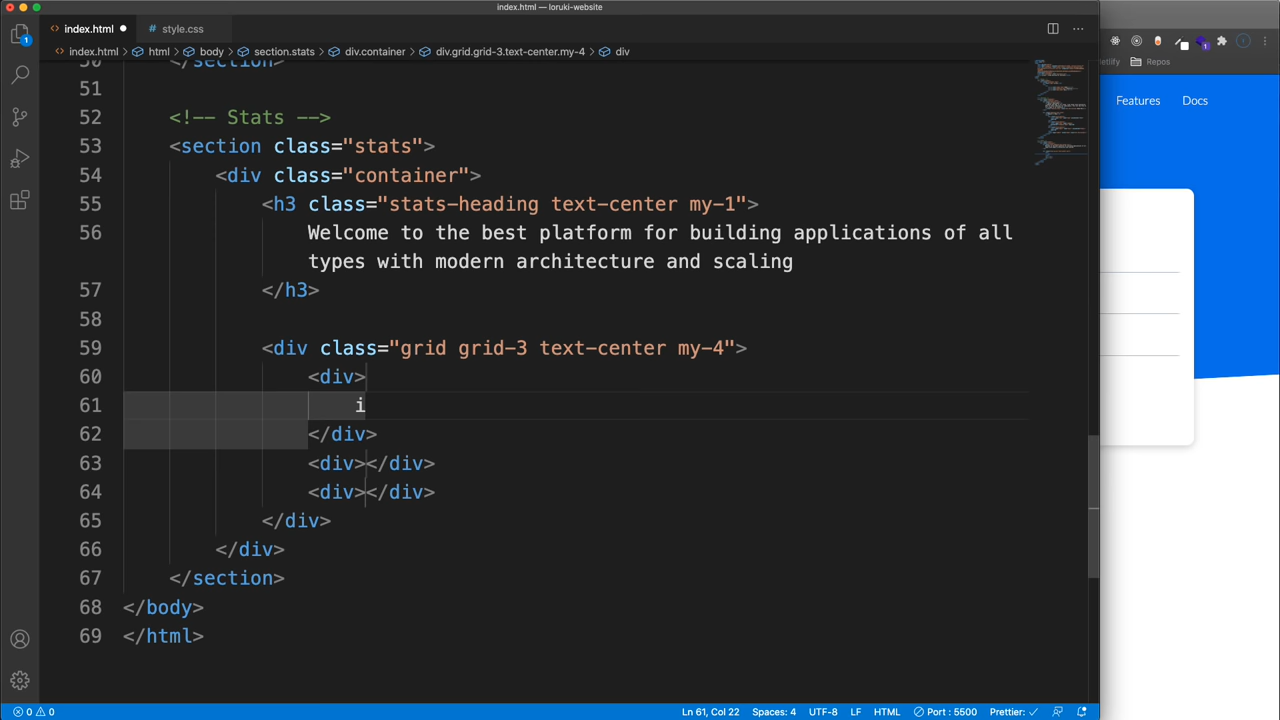 index.html — loruki-website
index.html
style.css
index.html > html > body > section.stats > div.container > div.grid.grid-3.text-center.my-4 > div
Repos
Features
Docs
1
50 </section>
51
52 <!-- Stats -->
53 <section class="stats">
54 <div class="container">
55 <h3 class="stats-heading text-center my-1">
56 Welcome to the best platform for building applications of all
types with modern architecture and scaling
57 </h3>
58
59 <div class="grid grid-3 text-center my-4">
60 <div>
61 i
62 </div>
63 <div></div>
64 <div></div>
65 </div>
66 </div>
67 </section>
68 </body>
69 </html>
0 0
Ln 61, Col 22
Spaces: 4
UTF-8
LF
HTML
Port : 5500
Prettier: ✓